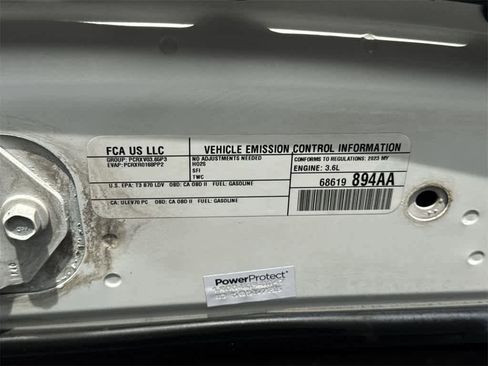 FCA US LLC
VEHICLE EMISSION CONTROL INFORMATION
GROUP: PCRXV03.65P3
EVAP: PCRXR0168PP2
NO ADJUSTMENTS NEEDED
HO2S
SFI
TWC
CONFORMS TO REGULATIONS: 2023 MY
ENGINE: 3.6L
68619 894AA
U.S. EPA: T3 B70 LDV OBD: CA OBD II FUEL: GASOLINE
CA: ULEV70 PC OBD: CA OBD II FUEL: GASOLINE
PowerProtect